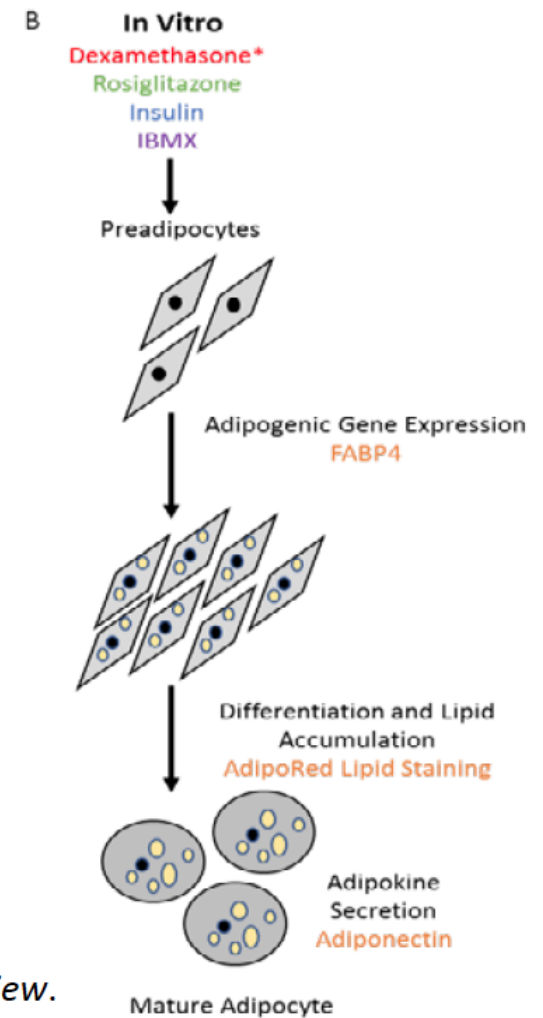 B
In Vitro
Dexamethasone*
Rosiglitazone
Insulin
IBMX
Preadipocytes
Adipogenic Gene Expression
FABP4
Differentiation and Lipid
Accumulation
AdipoRed Lipid Staining
Adipokine
Secretion
Adiponectin
ew.
Mature Adipocyte